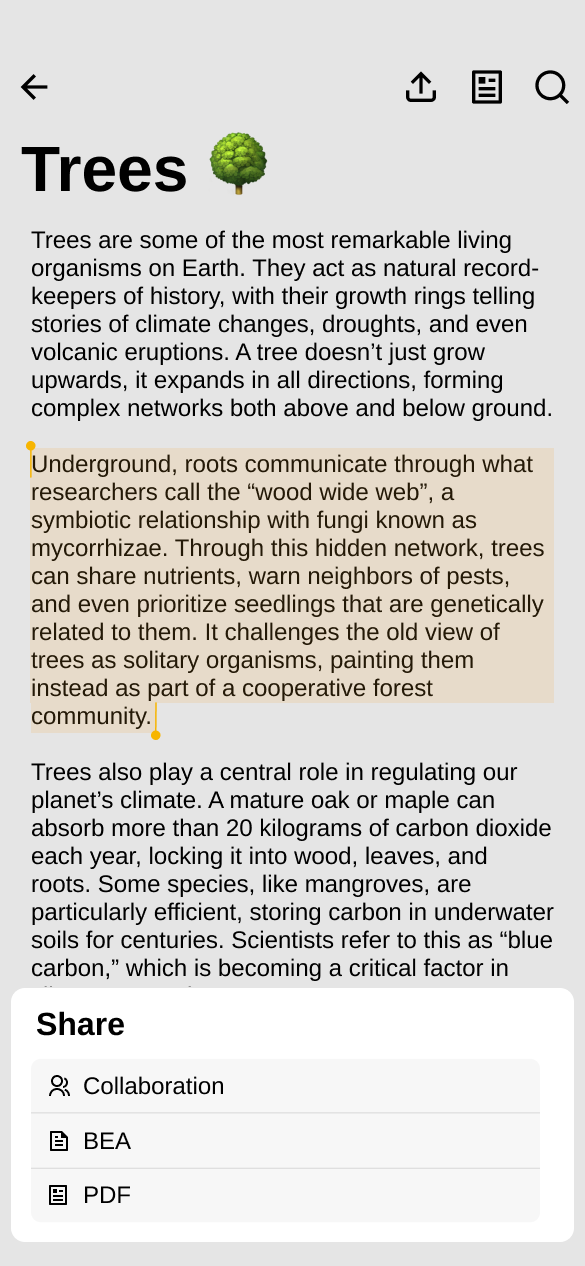 Trees
Trees are some of the most remarkable living
organisms on Earth. They act as natural record-
keepers of history, with their growth rings telling
stories of climate changes, droughts, and even
volcanic eruptions. A tree doesn’t just grow
upwards, it expands in all directions, forming
complex networks both above and below ground.
Underground, roots communicate through what
researchers call the “wood wide web”, a
symbiotic relationship with fungi known as
mycorrhizae. Through this hidden network, trees
can share nutrients, warn neighbors of pests,
and even prioritize seedlings that are genetically
related to them. It challenges the old view of
trees as solitary organisms, painting them
instead as part of a cooperative forest
community.
Trees also play a central role in regulating our
planet’s climate. A mature oak or maple can
absorb more than 20 kilograms of carbon dioxide
each year, locking it into wood, leaves, and
roots. Some species, like mangroves, are
particularly efficient, storing carbon in underwater
soils for centuries. Scientists refer to this as “blue
carbon,” which is becoming a critical factor in
Share
Collaboration
BEA
PDF